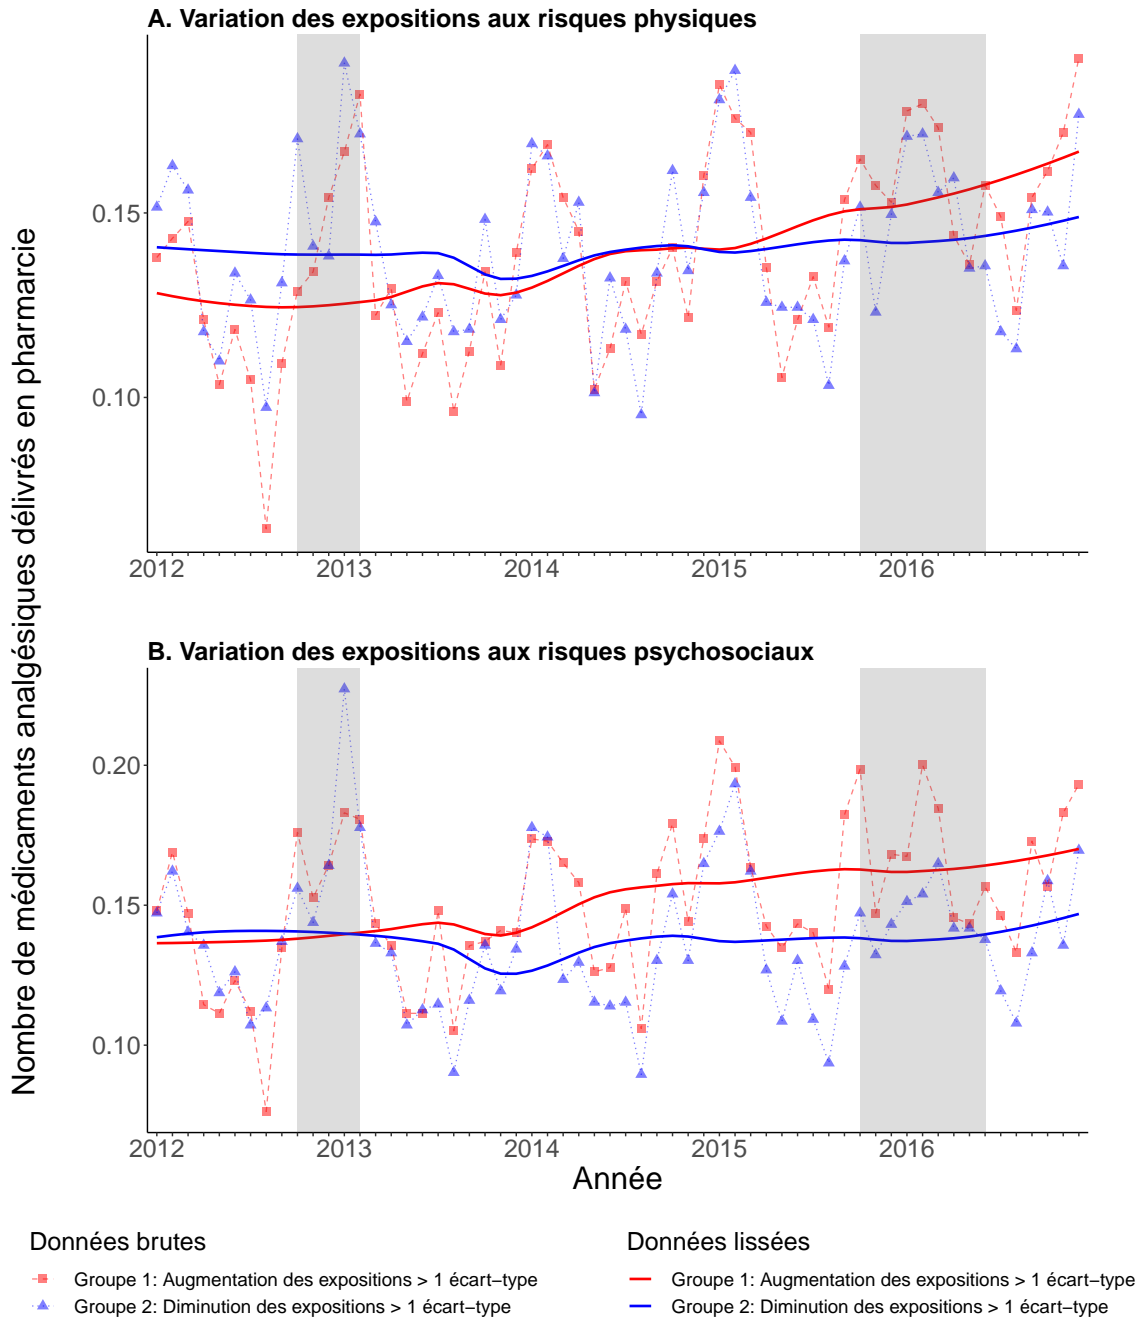 A. Variation des expositions aux risques physiques
Nombre de médicaments analgésiques délivrés en pharmarcie
0.15
0.10
2012 2013 2014 2015 2016
B. Variation des expositions aux risques psychosociaux
0.20
0.15
0.10
2012 2013 2014 2015 2016
Année
Données brutes
Groupe 1: Augmentation des expositions > 1 écart−type
Groupe 2: Diminution des expositions > 1 écart−type
Données lissées
Groupe 1: Augmentation des expositions > 1 écart−type
Groupe 2: Diminution des expositions > 1 écart−type